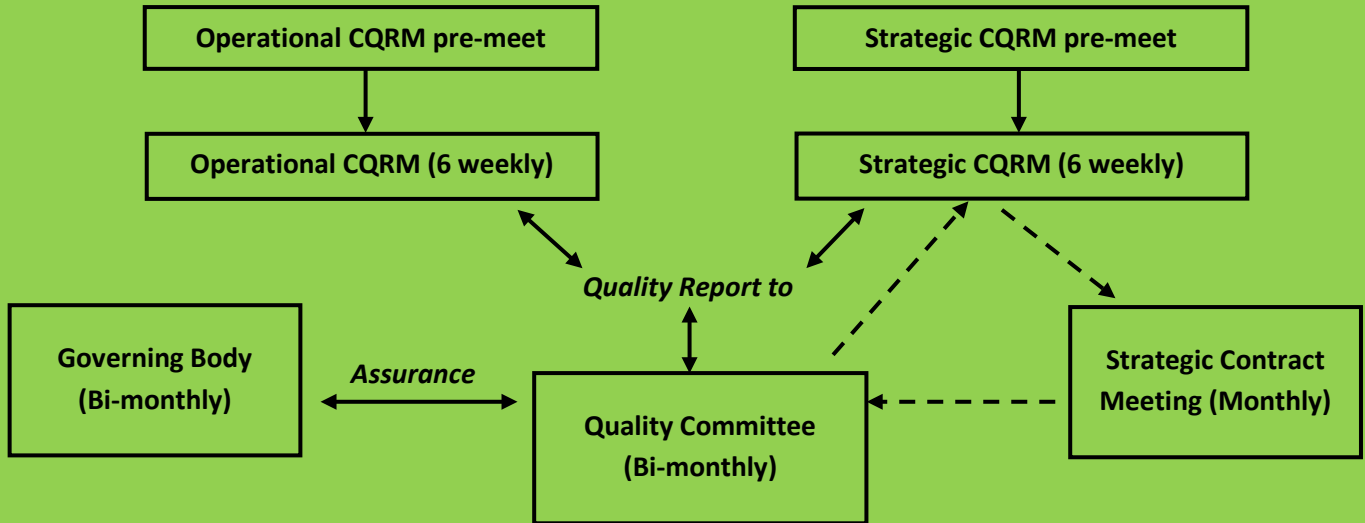 Operational CQRM pre-meet
Strategic CQRM pre-meet
Operational CQRM (6 weekly)
Strategic CQRM (6 weekly)
Quality Report to
Governing Body
(Bi-monthly)
Assurance
Quality Committee
(Bi-monthly)
Strategic Contract
Meeting (Monthly)